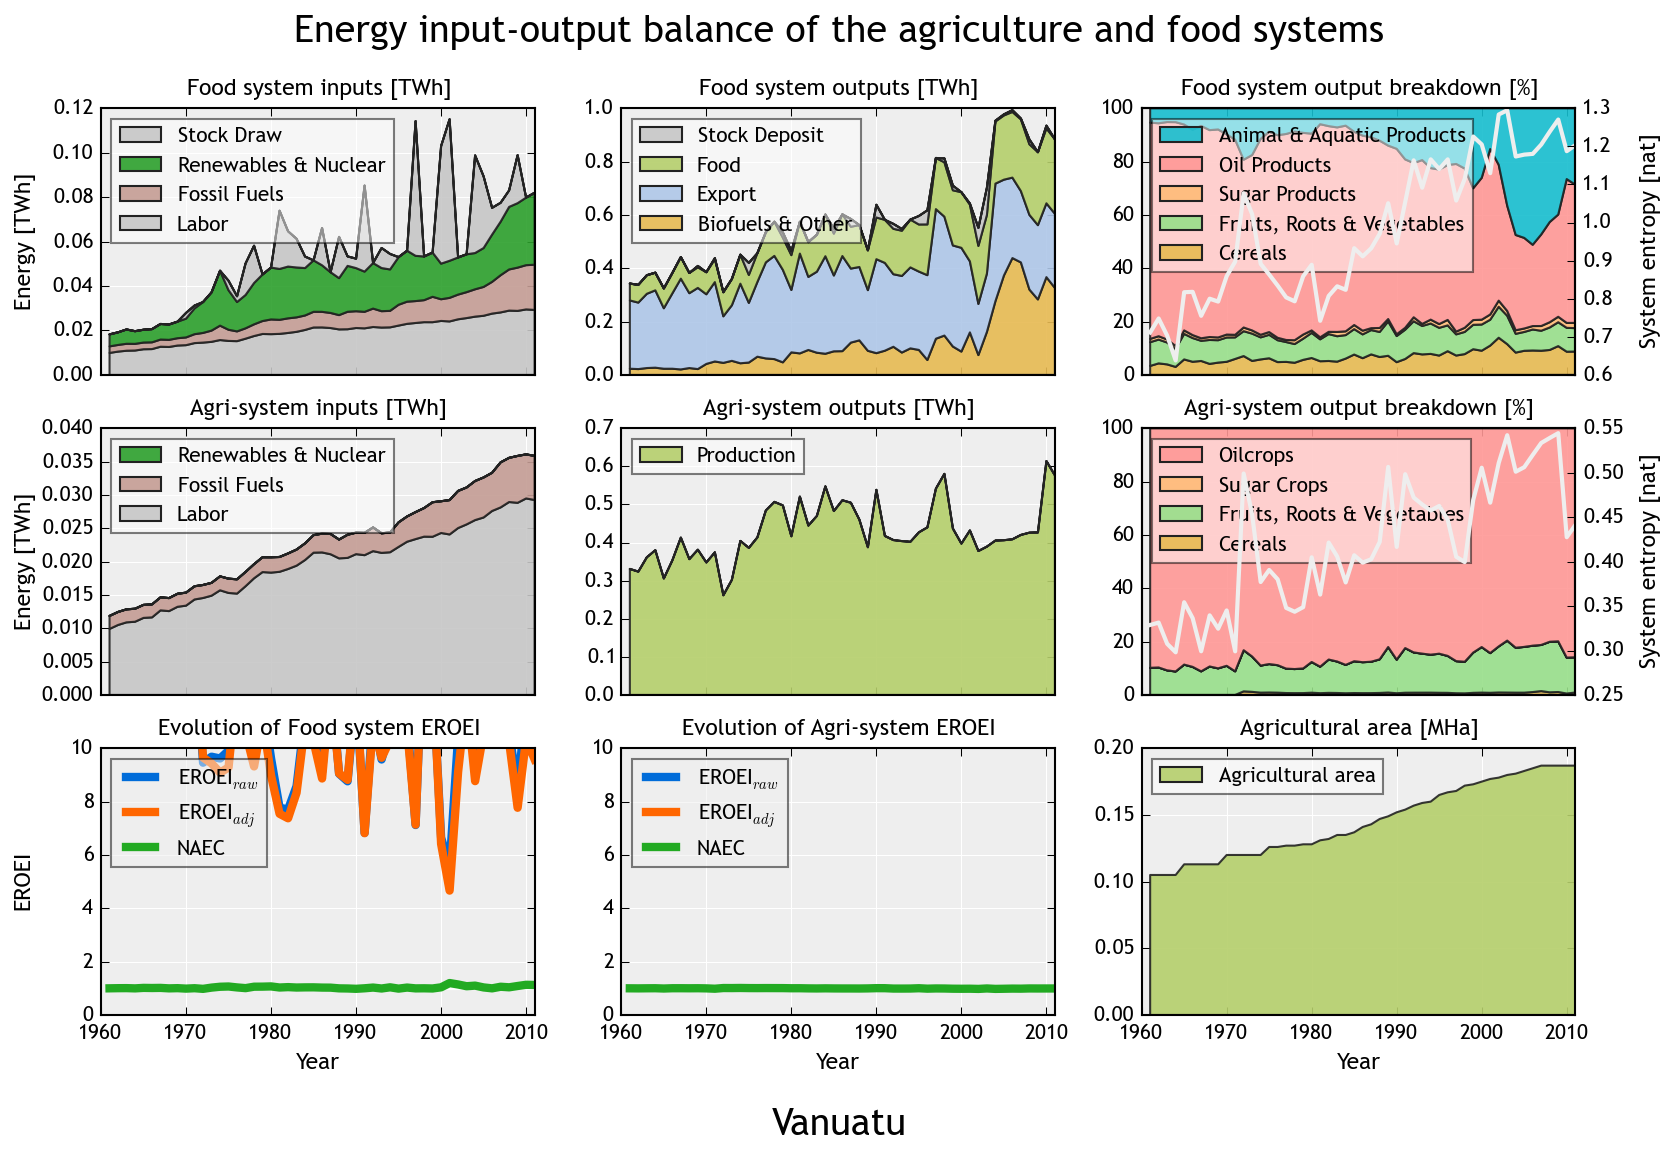 Energy input-output balance of the agriculture and food systems
Food system inputs [TWh]
Energy [TWh]
0.12
0.10
0.08
0.06
0.04
0.02
0.00
Stock Draw
Renewables & Nuclear
Fossil Fuels
Labor
Food system outputs [TWh]
1.0
0.8
0.6
0.4
0.2
0.0
Stock Deposit
Food
Export
Biofuels & Other
Food system output breakdown [%]
100
80
60
40
20
0
Animal & Aquatic Products
Oil Products
Sugar Products
Fruits, Roots & Vegetables
Cereals
1.3
1.2
1.1
1.0
0.9
0.8
0.7
0.6
System entropy [nat]
Agri-system inputs [TWh]
Energy [TWh]
0.040
0.035
0.030
0.025
0.020
0.015
0.010
0.005
0.000
Renewables & Nuclear
Fossil Fuels
Labor
Agri-system outputs [TWh]
0.7
0.6
0.5
0.4
0.3
0.2
0.1
0.0
Production
Agri-system output breakdown [%]
100
80
60
40
20
0
Oilcrops
Sugar Crops
Fruits, Roots & Vegetables
Cereals
0.55
0.50
0.45
0.40
0.35
0.30
0.25
System entropy [nat]
Evolution of Food system EROEI
EROEI
10
8
6
4
2
0
EROEI raw
EROEI adj
NAEC
1960 1970 1980 1990 2000 2010
Year
Evolution of Agri-system EROEI
10
8
6
4
2
0
EROEI raw
EROEI adj
NAEC
1960 1970 1980 1990 2000 2010
Year
Agricultural area [MHa]
0.20
0.15
0.10
0.05
0.00
Agricultural area
1960 1970 1980 1990 2000 2010
Year
Vanuatu